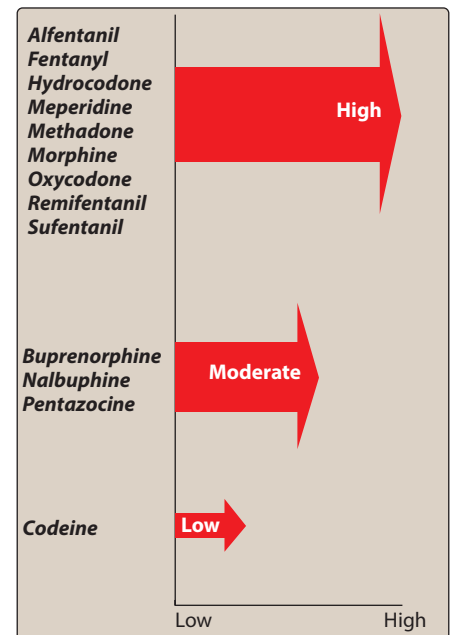 Alfentanil
Fentanyl
Hydrocodone
Meperidine
Methadone
Morphine
Oxycodone
Remifentanil
Sufentanil
High
Buprenorphine
Nalbuphine
Pentazocine
Moderate
Codeine
Low
Low High